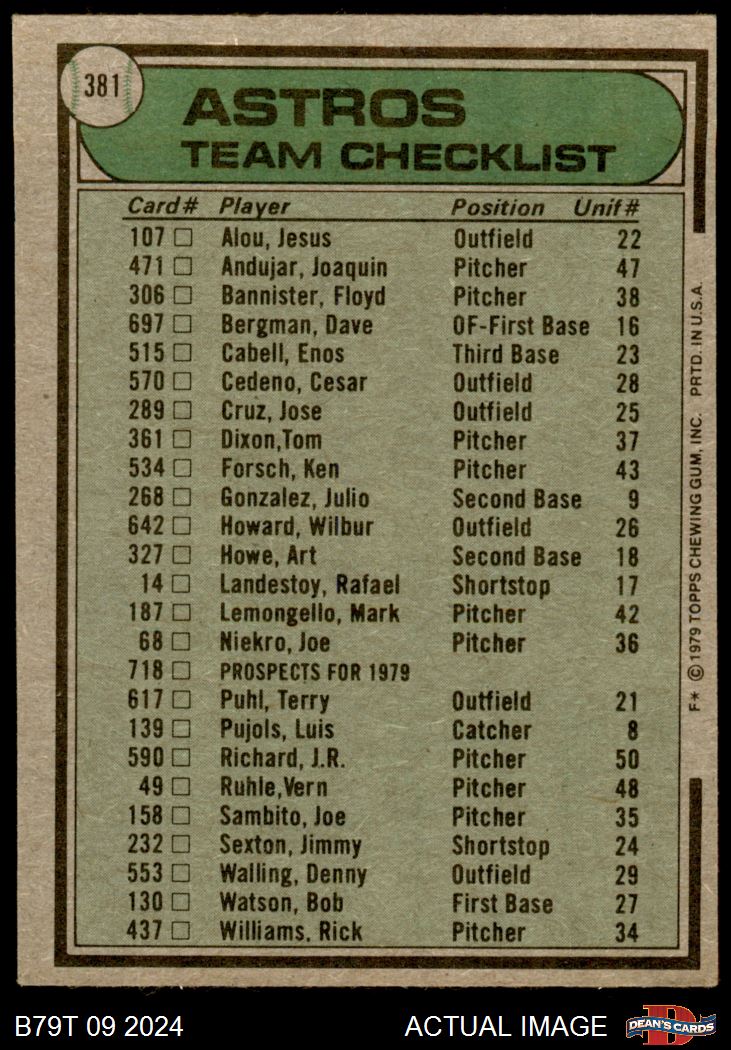 381
ASTROS
TEAM CHECKLIST
Card# Player Position Unif#
107 Alou, Jesus Outfield 22
471 Andujar, Joaquin Pitcher 47
306 Bannister, Floyd Pitcher 38
697 Bergman, Dave OF-First Base 16
515 Cabell, Enos Third Base 23
570 Cedeno, Cesar Outfield 28
289 Cruz, Jose Outfield 25
361 Dixon,Tom Pitcher 37
534 Forsch, Ken Pitcher 43
268 Gonzalez, Julio Second Base 9
642 Howard, Wilbur Outfield 26
327 Howe, Art Second Base 18
14 Landestoy, Rafael Shortstop 17
187 Lemongello, Mark Pitcher 42
68 Niekro, Joe Pitcher 36
718 PROSPECTS FOR 1979
617 Puhl, Terry Outfield 21
139 Pujols, Luis Catcher 8
590 Richard, J.R. Pitcher 50
49 Ruhle,Vern Pitcher 48
158 Sambito, Joe Pitcher 35
232 Sexton, Jimmy Shortstop 24
553 Walling, Denny Outfield 29
130 Watson, Bob First Base 27
437 Williams, Rick Pitcher 34
F* © 1979 TOPPS CHEWING GUM, INC. PRTD. IN U.S.A.
B79T 09 2024 ACTUAL IMAGE
D
DEAN'S CARDS